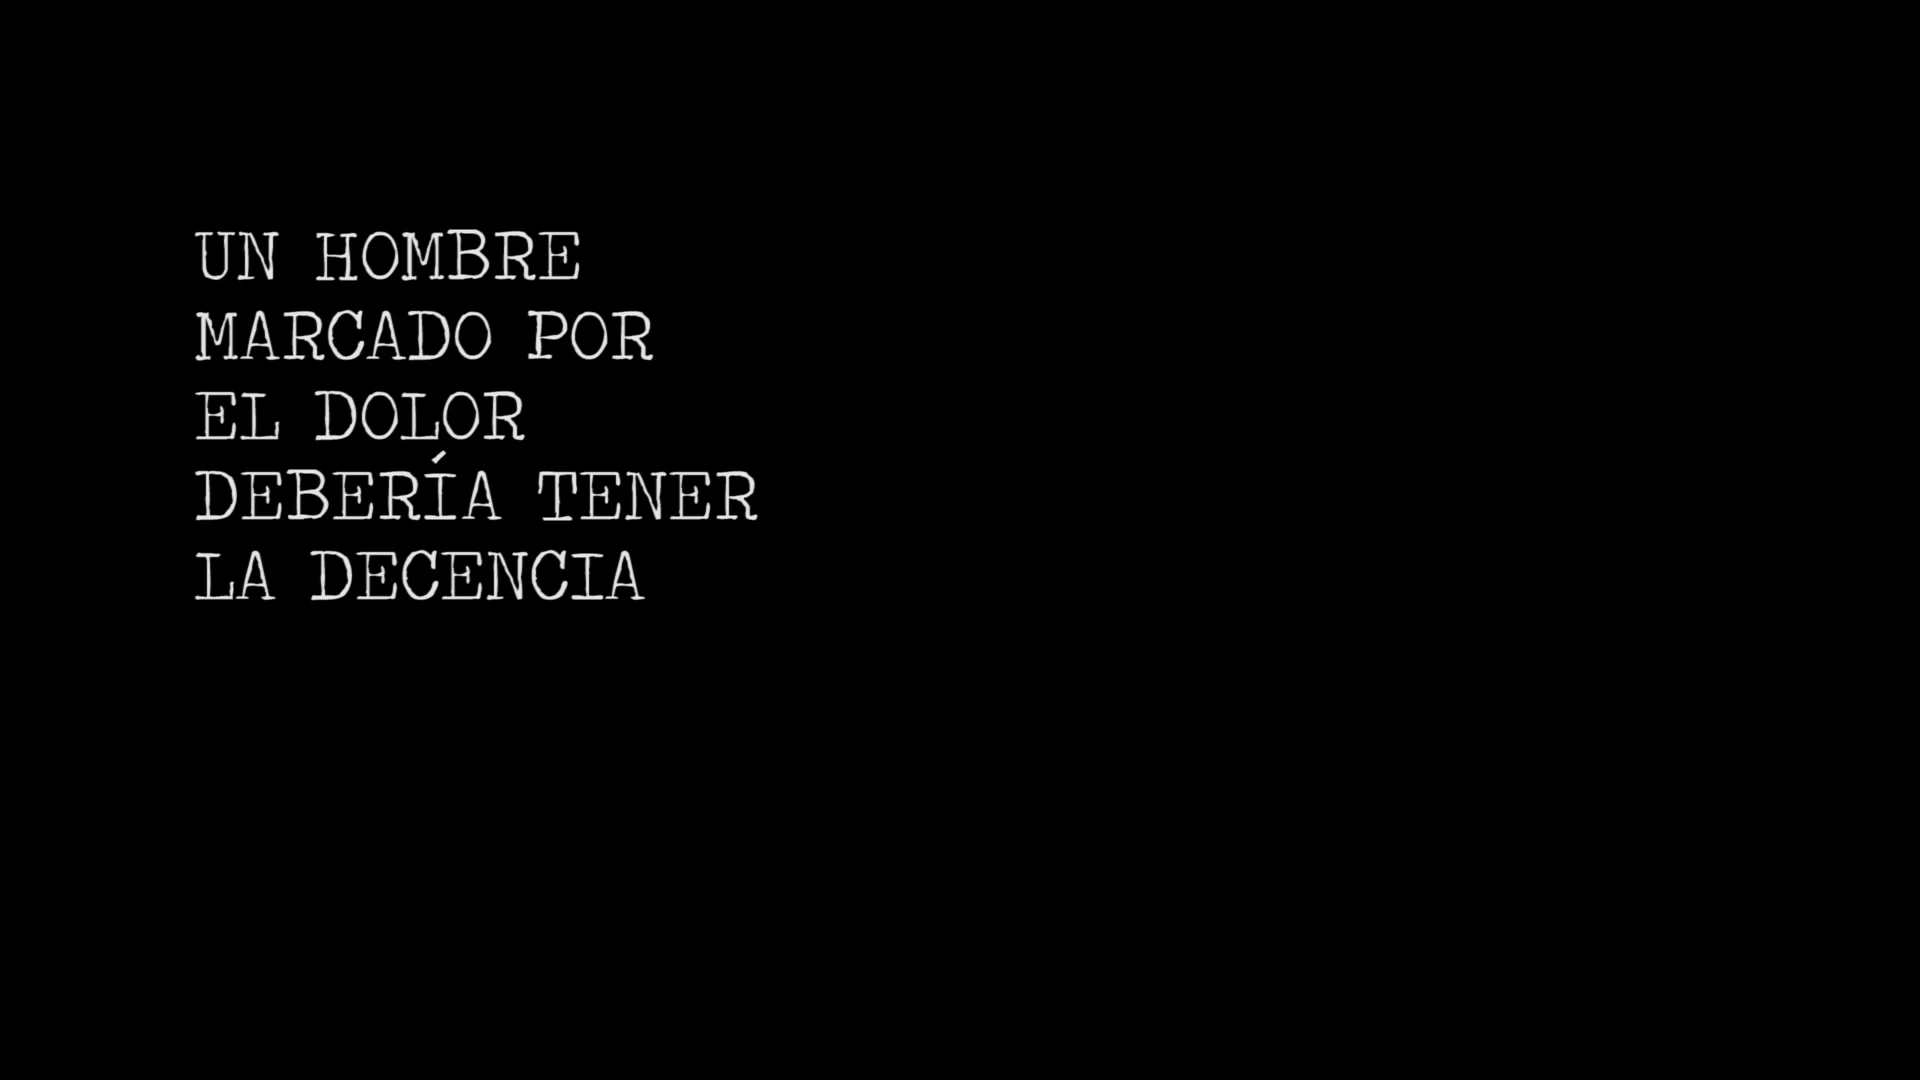 UN HOMBRE
MARCADO POR
EL DOLOR
DEBERÍA TENER
LA DECENCIA